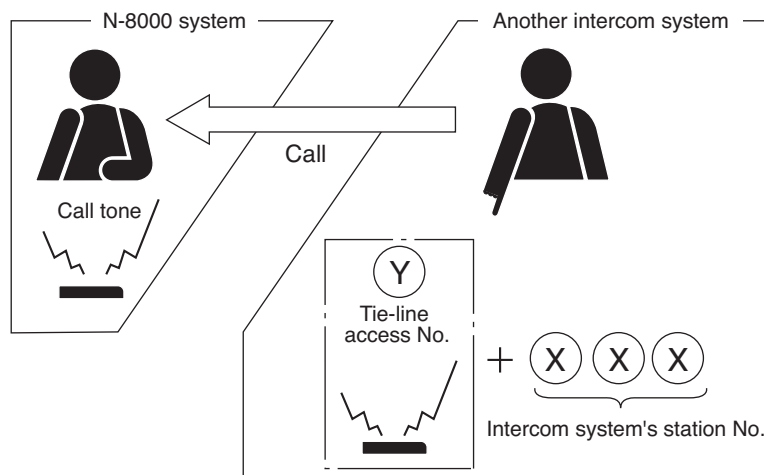 N-8000 system
Another intercom system
Call
Call tone
Y
Tie-line
access No.
+ X X X
Intercom system's station No.